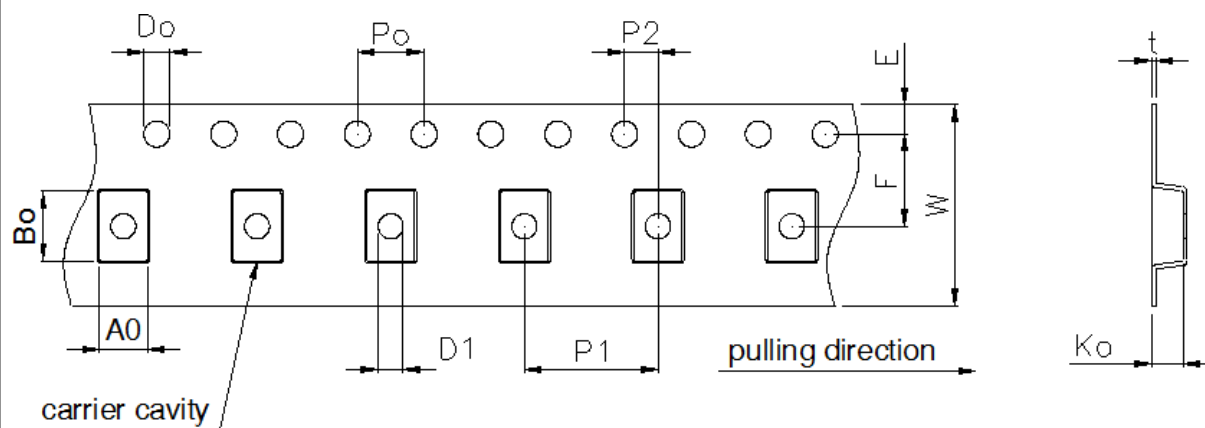 Do
Po
P2
E
t
F
W
Bo
A0
D1
P1
pulling direction
Ko
carrier cavity